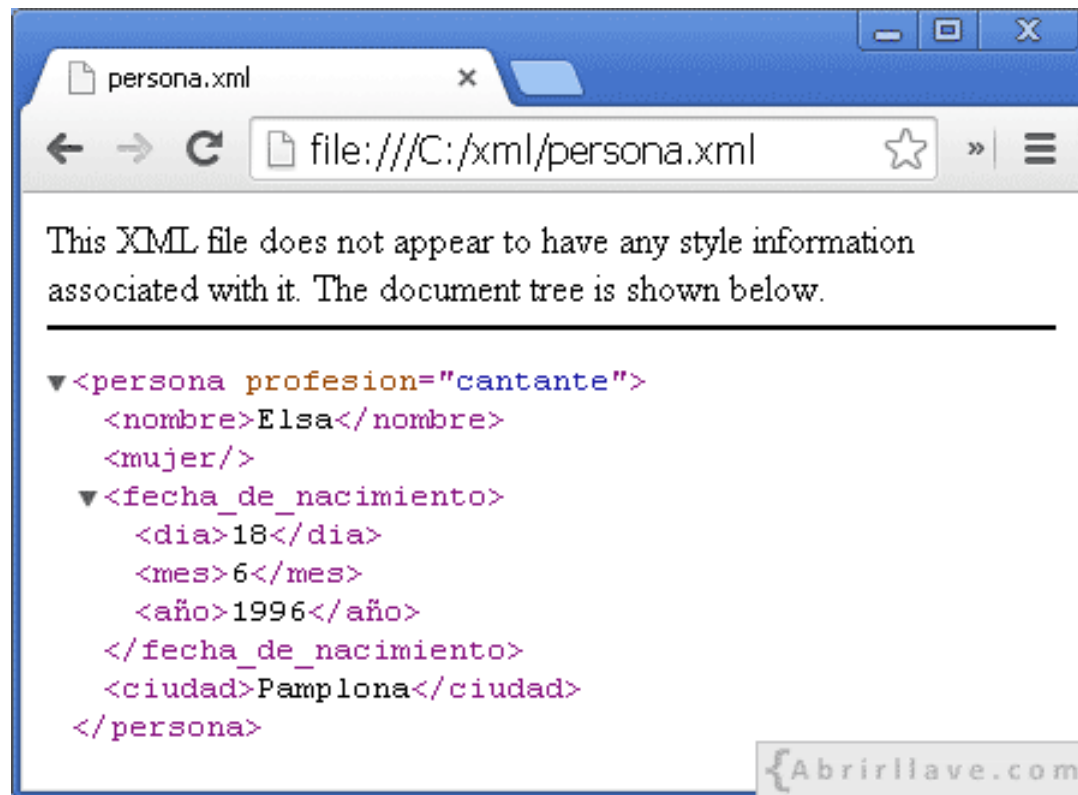 persona.xml
file:///C:/xml/persona.xml
This XML file does not appear to have any style information
associated with it. The document tree is shown below.
<persona profesion="cantante">
<nombre>Elsa</nombre>
<mujer/>
<fecha_de_nacimiento>
<dia>18</dia>
<mes>6</mes>
<año>1996</año>
</fecha_de_nacimiento>
<ciudad>Pamplona</ciudad>
</persona>
{Abrirllave.com